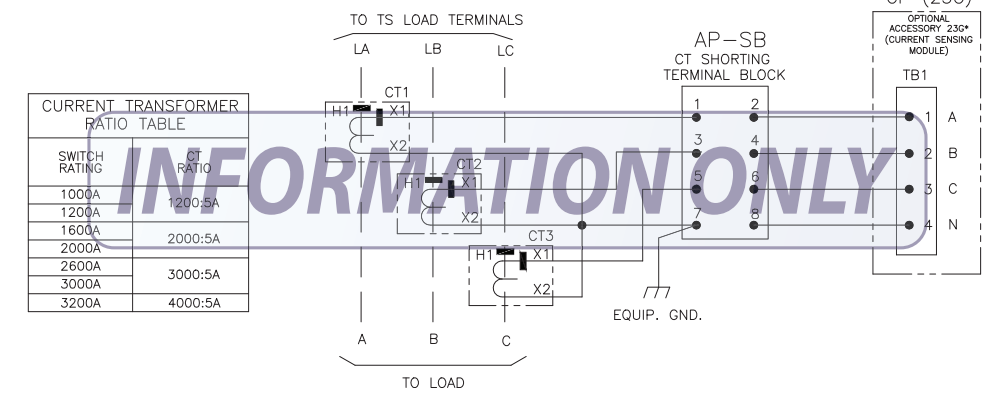 TO TS LOAD TERMINALS
LA
LB
LC
OPTIONAL
ACCESSORY 23G*
(CURRENT SENSING
MODULE)
AP-SB
CT SHORTING
TERMINAL BLOCK
TB1
CT1
H1
X1
X2
CT2
H1
X1
X2
CT3
H1
X1
X2
1
2
3
4
5
6
7
8
1
A
2
B
3
C
4
N
CURRENT TRANSFORMER
RATIO TABLE
SWITCH
RATING
CT
RATIO
1000A
1200A
1200:5A
1600A
2000A
2000:5A
2600A
3000A
3000:5A
3200A
4000:5A
INFORMATION ONLY
EQUIP. GND.
A
B
C
TO LOAD